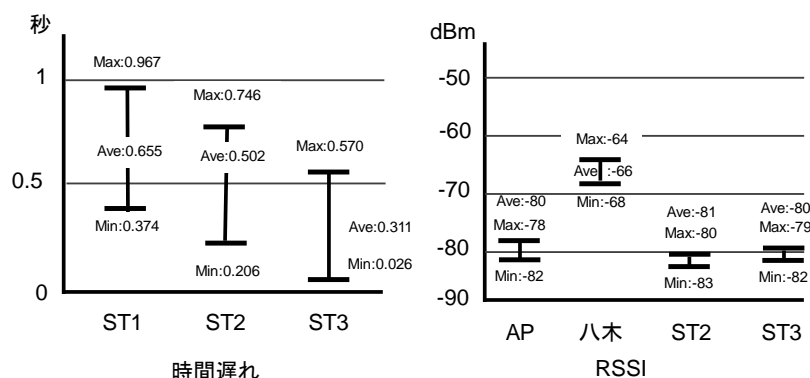 秒
Max:0.967
1
Max:0.746
Max:0.570
Ave:0.655
Ave:0.502
0.5
Min:0.374
Ave:0.311
Min:0.206
Min:0.026
0
ST1
ST2
ST3
時間遅れ
dBm
-50
-60
Max:-64
Ave :-66
-70
Min:-68
Ave:-80
Ave:-81
Ave:-80
Max:-78
Max:-80
Max:-79
-80
Min:-82
Min:-83
Min:-82
-90
AP
八木
ST2
ST3
RSSI